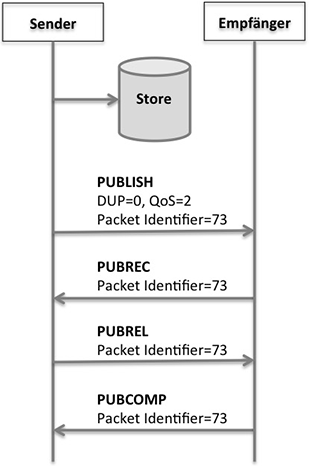 Sender
Empfänger
Store
PUBLISH
DUP=0, QoS=2
Packet Identifier=73
PUBREC
Packet Identifier=73
PUBREL
Packet Identifier=73
PUBCOMP
Packet Identifier=73